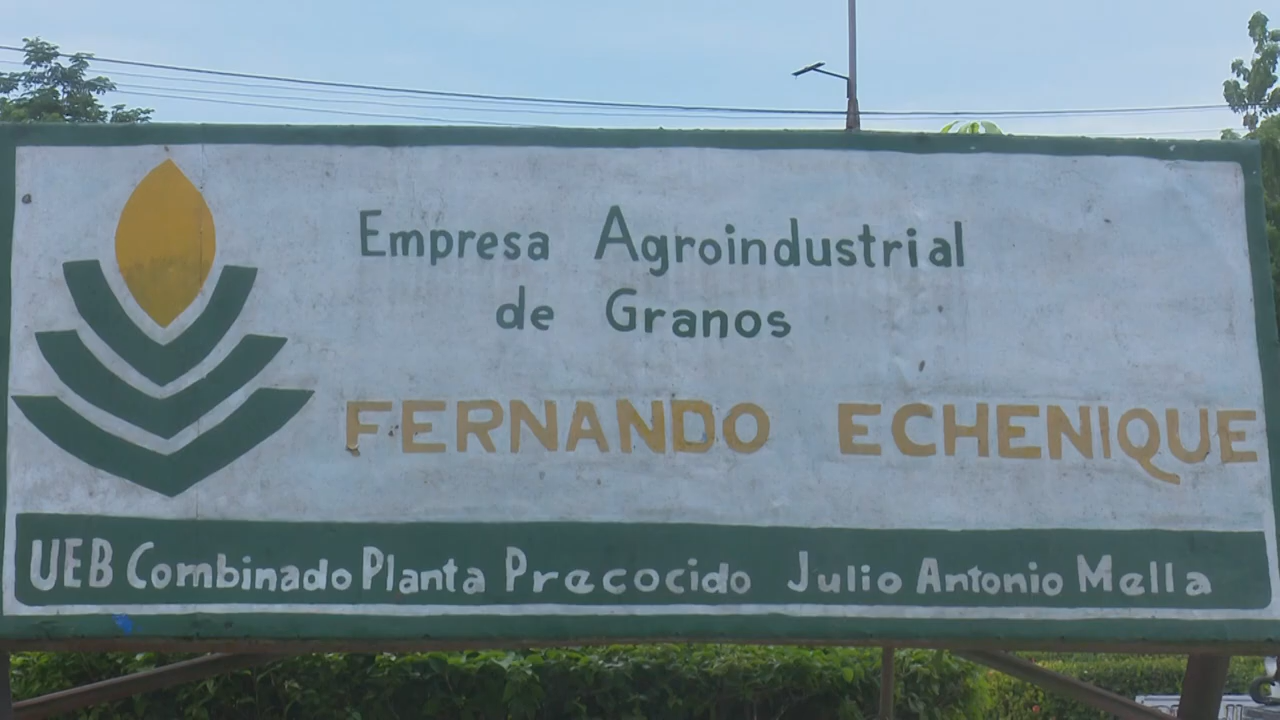 Empresa Agroindustrial
de Granos
FERNANDO ECHENIQUE
UEB Combinado Planta Precocido Julio Antonio Mella